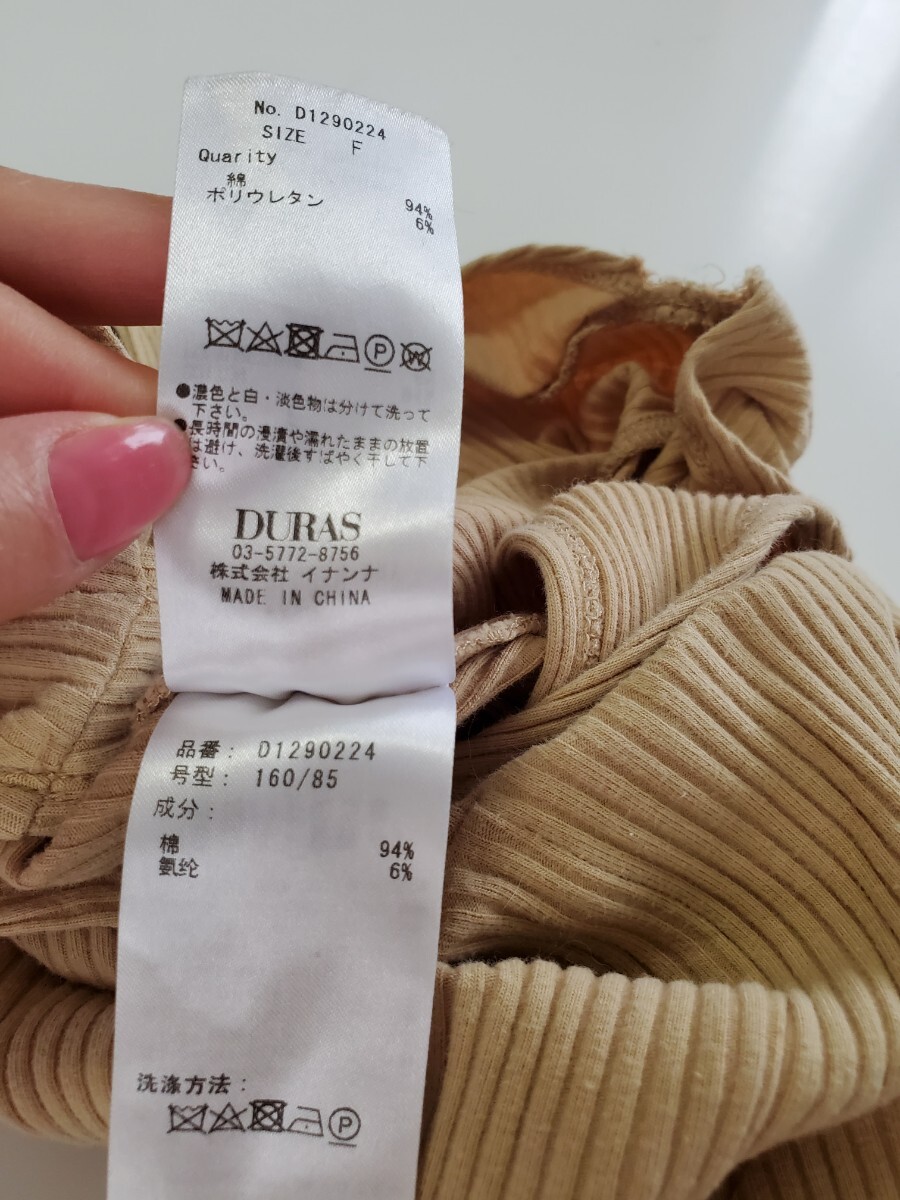 No. D1290224
SIZE F
Quarity
綿 94%
ポリウレタン 6%
●濃色と白・淡色物は分けて洗って
下さい。
●長時間の浸漬や濡れたままの放置
は避け、洗濯後すばやく干して下
さい。
DURAS
03-5772-8756
株式会社 イナンナ
MADE IN CHINA
品番: D1290224
号型: 160/85
成分:
棉 94%
氨纶 6%
洗涤方法: